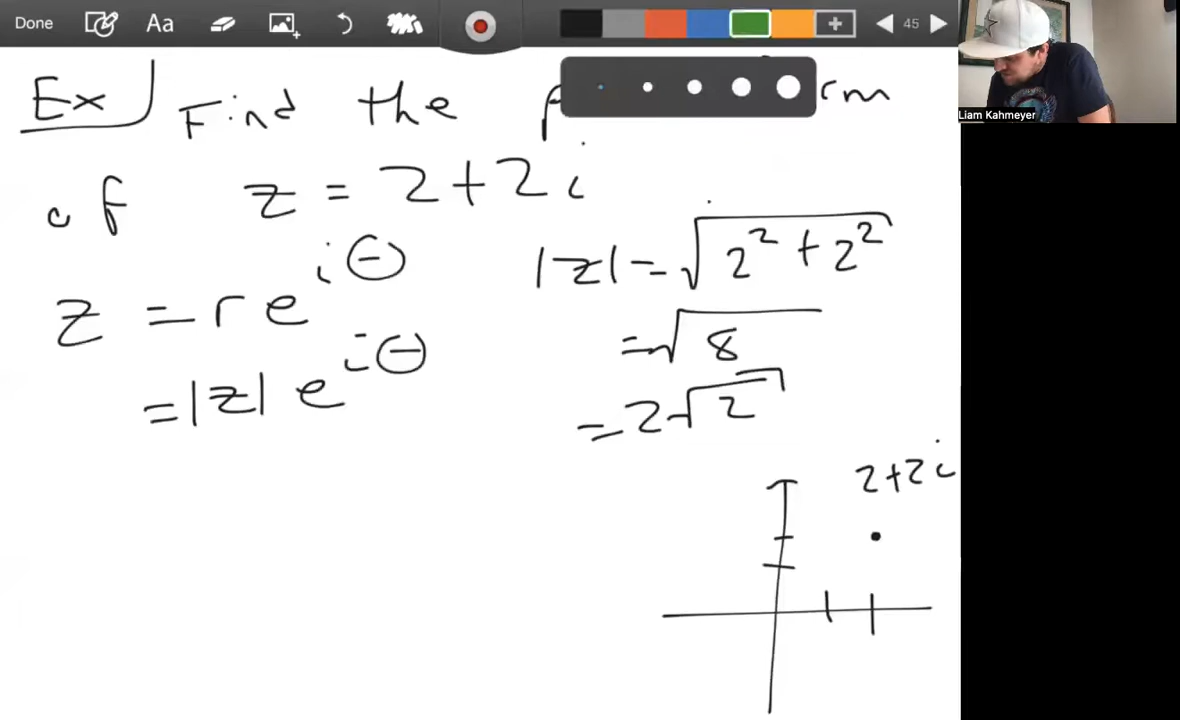 Done Aa 45
Liam Kahmeyer
Ex Find the
of z = 2+2i
z = re^{iθ}
=|z| e^{iθ}
|z| = √(2² + 2²)
= √8
= 2√2
2+2i